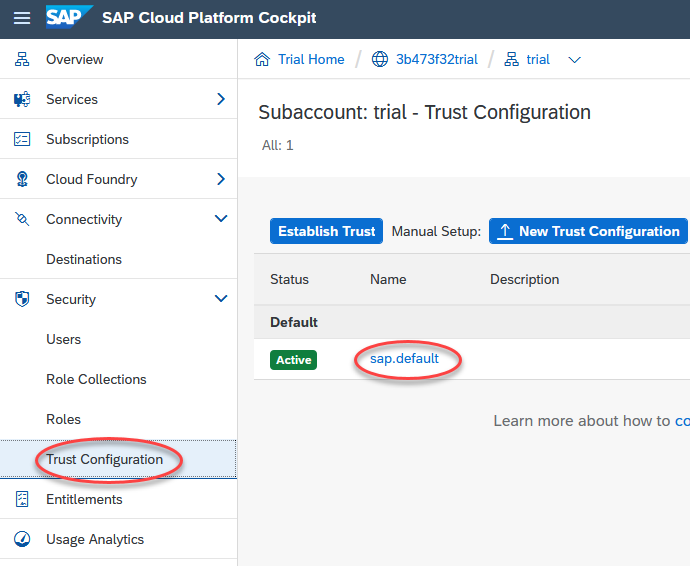 SAP SAP Cloud Platform Cockpit
Overview
Services
Subscriptions
Cloud Foundry
Connectivity
Destinations
Security
Users
Role Collections
Roles
Trust Configuration
Entitlements
Usage Analytics
Trial Home / 3b473f32trial / trial
Subaccount: trial - Trust Configuration
All: 1
Establish Trust Manual Setup: New Trust Configuration
Status Name Description
Default
Active sap.default
Learn more about how to co